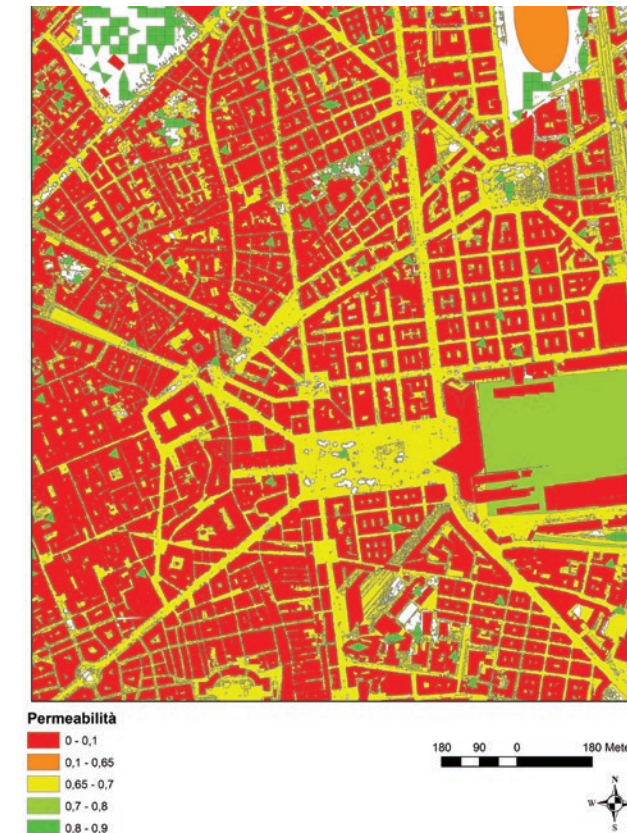 Permeabilità
0 - 0,1
0,1 - 0,65
0,65 - 0,7
0,7 - 0,8
0,8 - 0,9
180 90 0 180 Mete
N
W
S